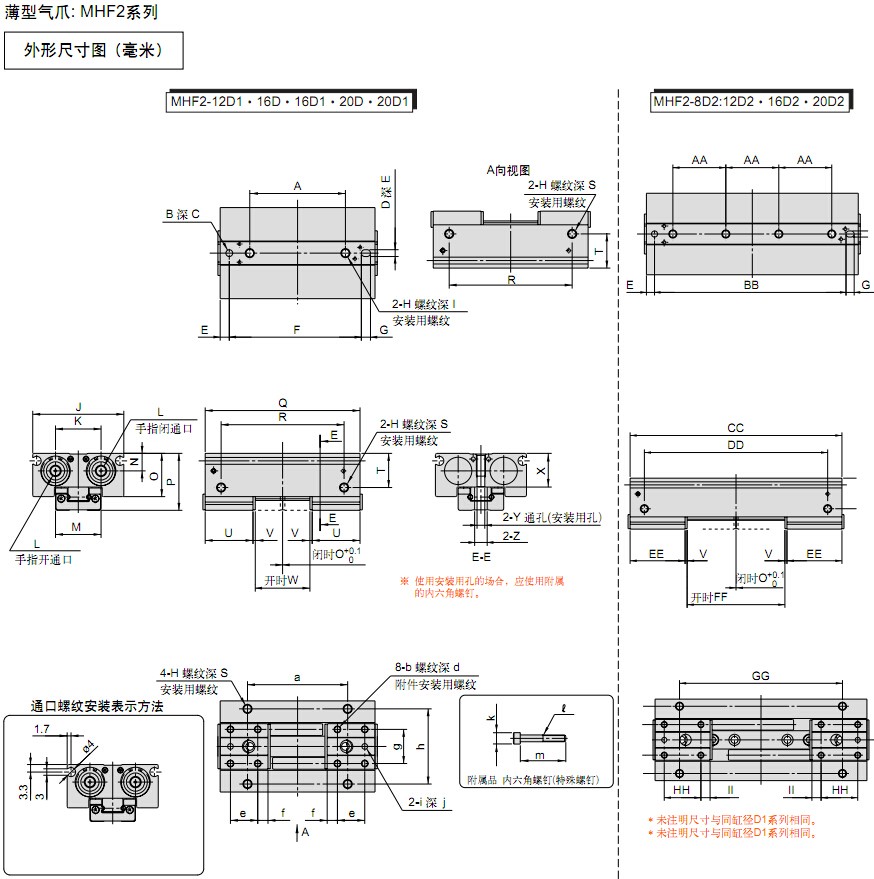 薄型气爪: MHF2系列
外形尺寸图 (毫米)
MHF2-12D1・16D・16D1・20D・20D1
MHF2-8D2:12D2・16D2・20D2
A
B 深 C
D 深 E
2-H 螺纹深 I
安装用螺纹
E
F
G
A向视图
2-H 螺纹深 S
安装用螺纹
T
R
AA
AA
AA
E
BB
G
J
K
L
手指闭通口
N
O
P
M
L
手指开通口
Q
R
E
2-H 螺纹深 S
安装用螺纹
T
E
U
V
V
U
闭时O+0.1 0
开时W
X
2-Y 通孔(安装用孔)
2-Z
E-E
※ 使用安装用孔的场合，应使用附属
的内六角螺钉。
CC
DD
EE
V
V
EE
闭时O+0.1 0
开时FF
通口螺纹安装表示方法
1.7
ø4
3.3
3
4-H 螺纹深 S
安装用螺纹
a
8-b 螺纹深 d
附件安装用螺纹
g
h
2-i 深 j
e
f
f
e
A
k
ℓ
m
附属品 内六角螺钉(特殊螺钉)
GG
HH
II
II
HH
* 未注明尺寸与同缸径D1系列相同。
* 未注明尺寸与同缸径D1系列相同。